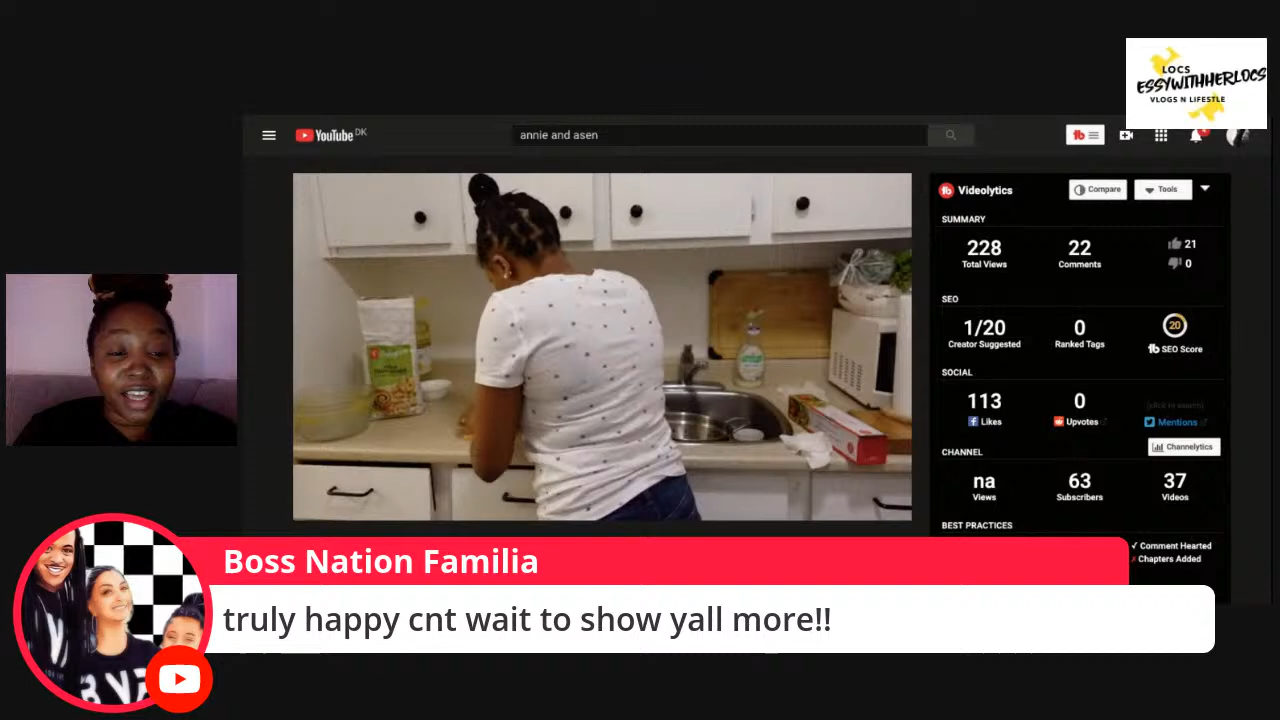 LOCS
ESSYWITHHERLOCS
VLOGS N LIFESTLE
YouTube DK
annie and asen
Videolytics
Compare
Tools
SUMMARY
228
Total Views
22
Comments
21
0
SEO
1/20
Creator Suggested
0
Ranked Tags
20
SEO Score
SOCIAL
113
Likes
0
Upvotes
(click to search)
Mentions
CHANNEL
Channelytics
na
Views
63
Subscribers
37
Videos
BEST PRACTICES
Comment Hearted
Chapters Added
Boss Nation Familia
truly happy cnt wait to show yall more!!